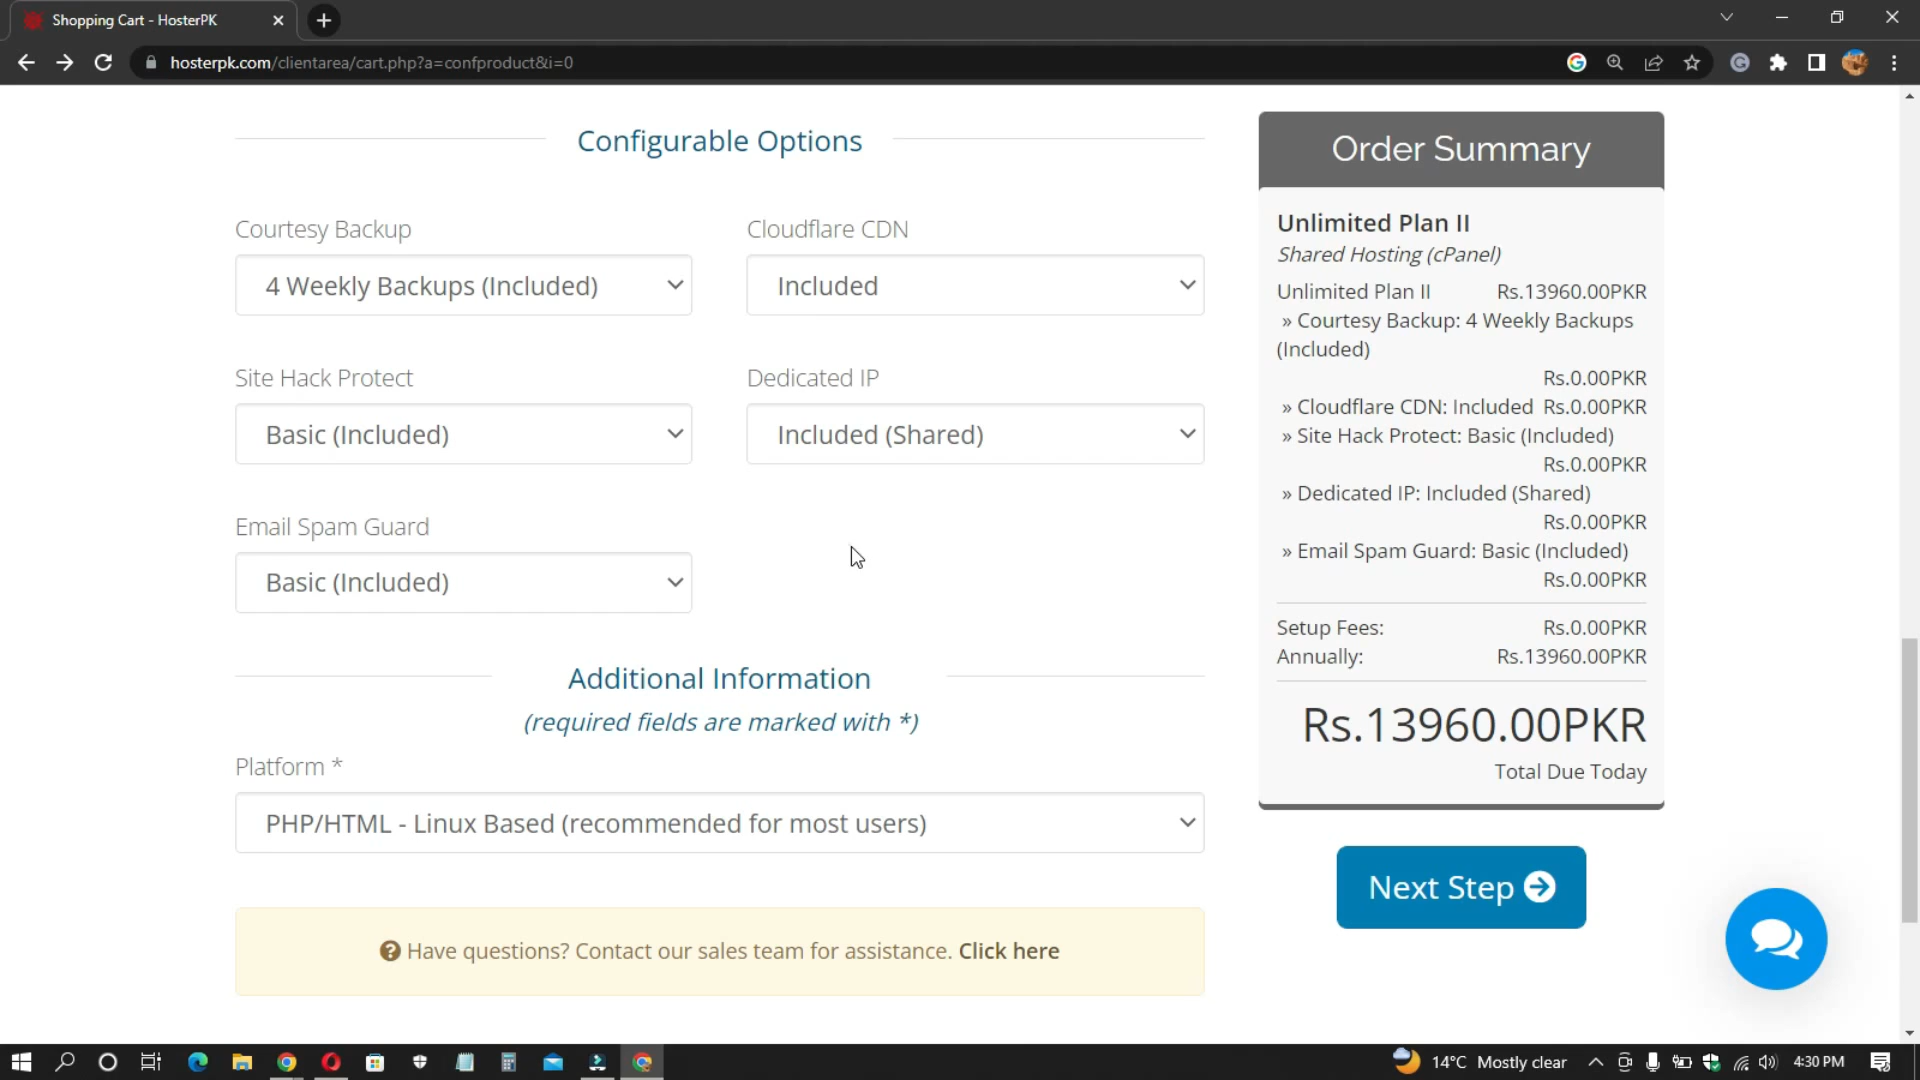 Shopping Cart - HosterPK
hosterpk.com/clientarea/cart.php?a=confproduct&i=0
Configurable Options
Courtesy Backup
Cloudflare CDN
4 Weekly Backups (Included)
Included
Site Hack Protect
Dedicated IP
Basic (Included)
Included (Shared)
Email Spam Guard
Basic (Included)
Additional Information
(required fields are marked with *)
Platform *
PHP/HTML - Linux Based (recommended for most users)
Have questions? Contact our sales team for assistance. Click here
Order Summary
Unlimited Plan II
Shared Hosting (cPanel)
Unlimited Plan II Rs.13960.00PKR
» Courtesy Backup: 4 Weekly Backups
(Included)
Rs.0.00PKR
» Cloudflare CDN: Included Rs.0.00PKR
» Site Hack Protect: Basic (Included)
Rs.0.00PKR
» Dedicated IP: Included (Shared)
Rs.0.00PKR
» Email Spam Guard: Basic (Included)
Rs.0.00PKR
Setup Fees: Rs.0.00PKR
Annually: Rs.13960.00PKR
Rs.13960.00PKR
Total Due Today
Next Step
14°C Mostly clear
4:30 PM